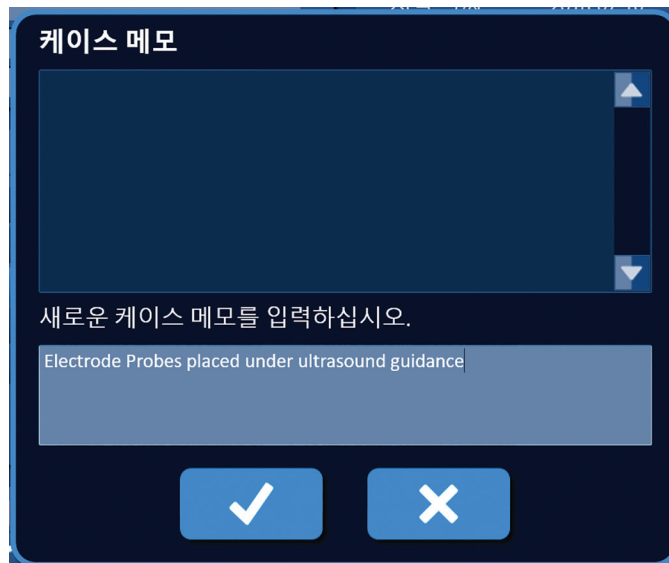 케이스 메모
새로운 케이스 메모를 입력하십시오.
Electrode Probes placed under ultrasound guidance